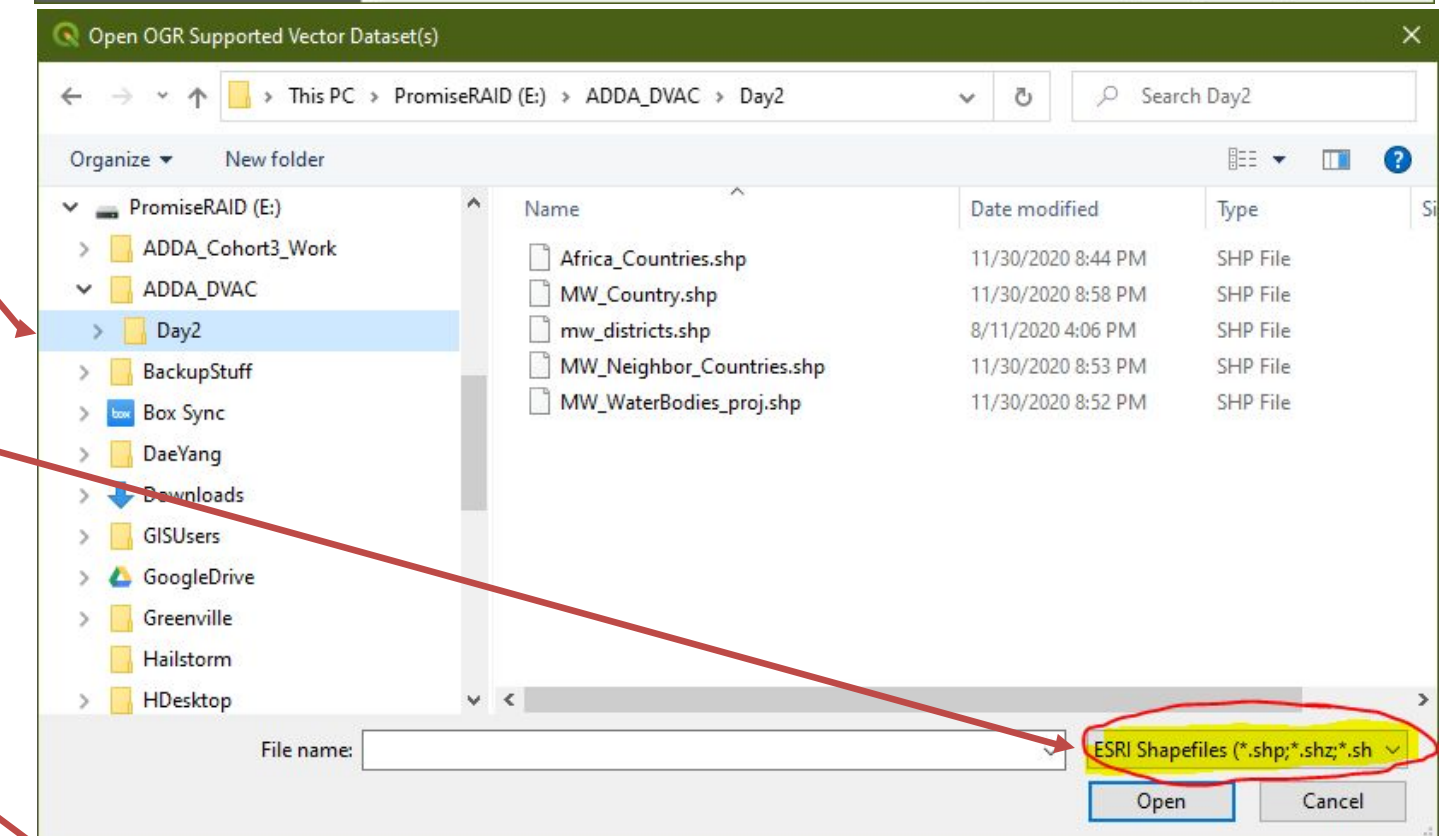 Open OGR Supported Vector Dataset(s)
This PC > PromiseRAID (E:) > ADDA_DVAC > Day2
Search Day2
Organize
New folder
Name
Date modified
Type
Si
PromiseRAID (E:)
ADDA_Cohort3_Work
ADDA_DVAC
Day2
BackupStuff
box Box Sync
DaeYang
Downloads
GISUsers
GoogleDrive
Greenville
Hailstorm
HDesktop
Africa_Countries.shp 11/30/2020 8:44 PM SHP File
MW_Country.shp 11/30/2020 8:58 PM SHP File
mw_districts.shp 8/11/2020 4:06 PM SHP File
MW_Neighbor_Countries.shp 11/30/2020 8:53 PM SHP File
MW_WaterBodies_proj.shp 11/30/2020 8:52 PM SHP File
File name:
ESRI Shapefiles (*.shp;*.shz;*.sh
Open
Cancel